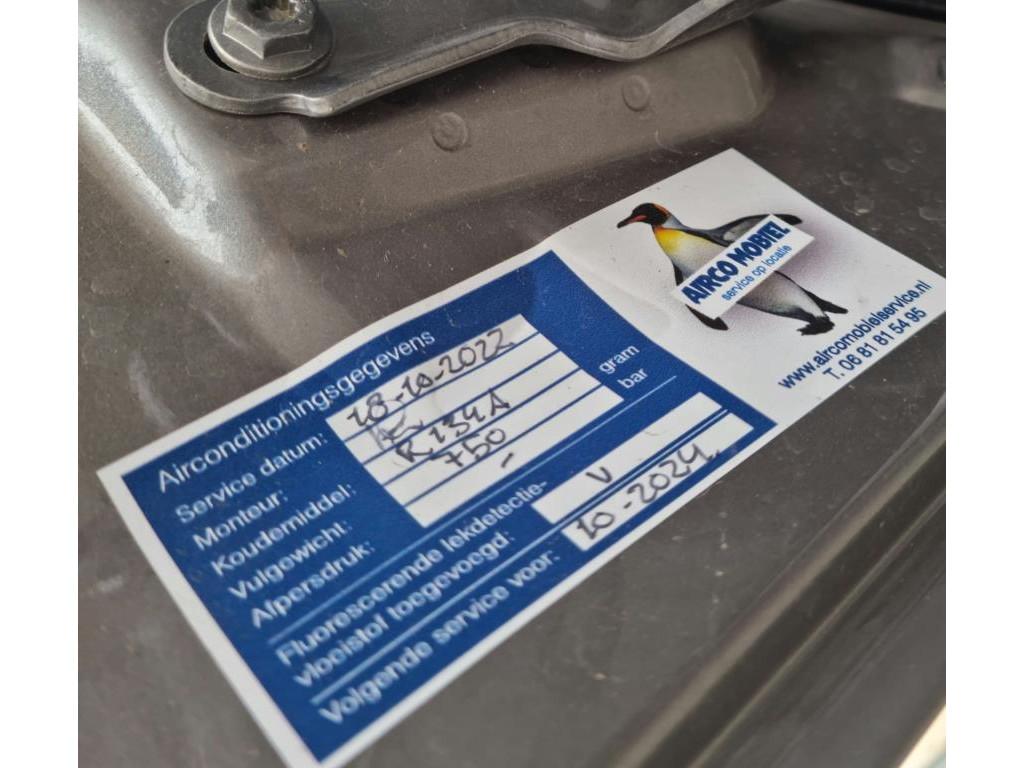 Airconditioningsgegevens
Service datum: 18-10-2022
Monteur:
Koudemiddel: R134A
Vulgewicht: 750 gram
Alpersdruk: - bar
Fluorescerende lekdetectie-
vloeistof toegevoegd: V
Volgende service voor: 10-2024
AIRCO MOBIEL
service op locatie
www.aircomobielservice.nl
T. 06 81 81 54 95